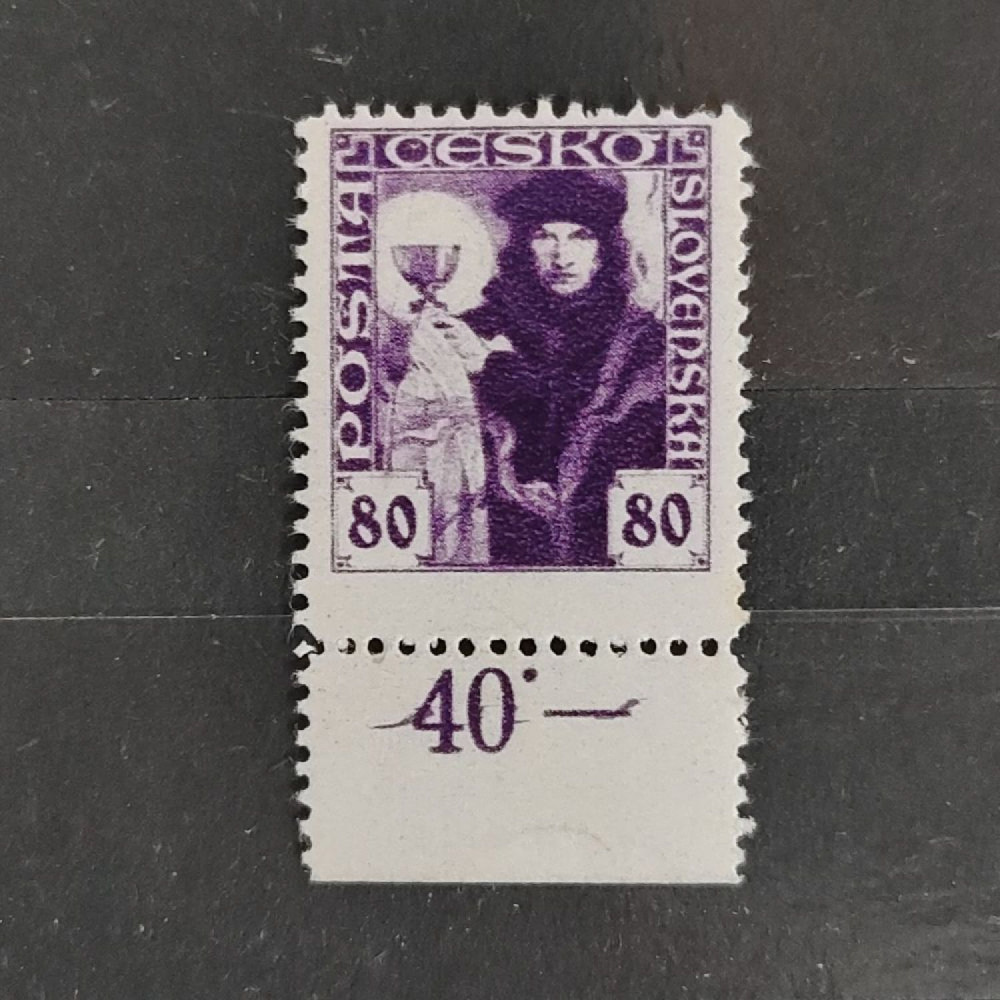 POŠTA
ČESKO
SLOVENSKÁ
80
80
40·—